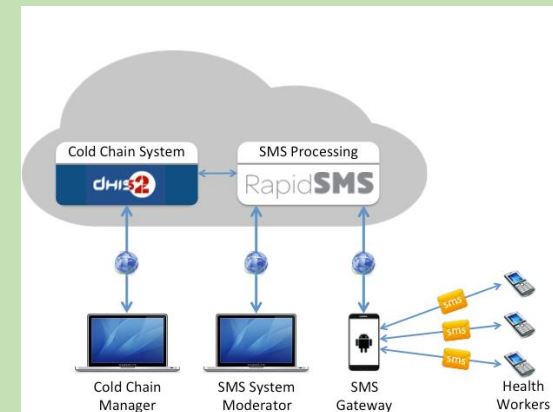 Cold Chain System
SMS Processing
dHIS2
RapidSMS
sms
sms
sms
Cold Chain
Manager
SMS System
Moderator
SMS
Gateway
Health
Workers